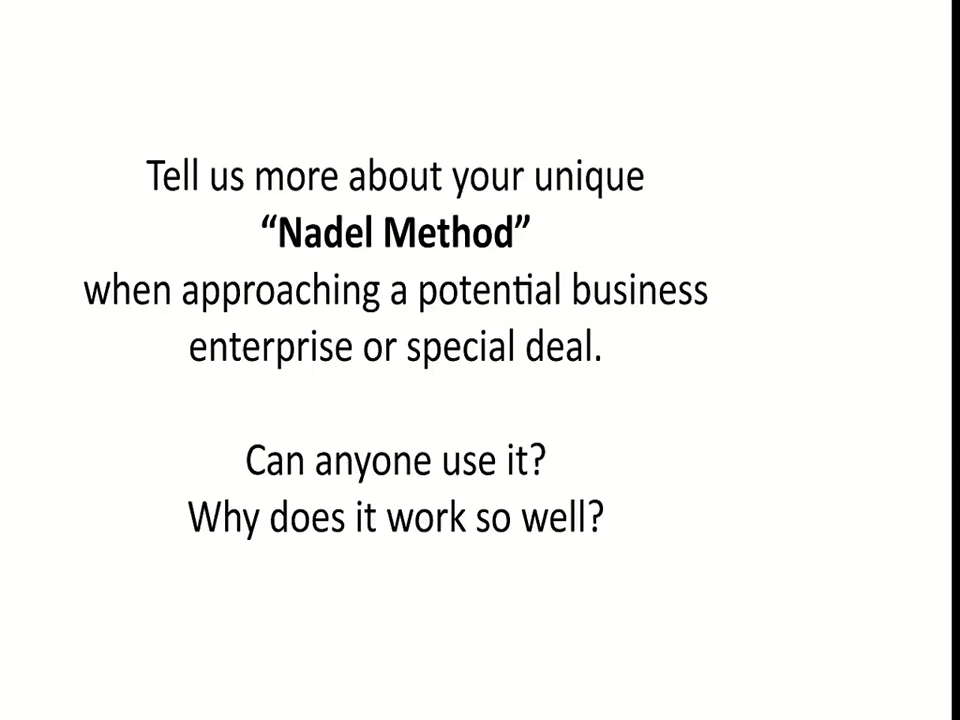 Tell us more about your unique
“Nadel Method”
when approaching a potential business
enterprise or special deal.
Can anyone use it?
Why does it work so well?